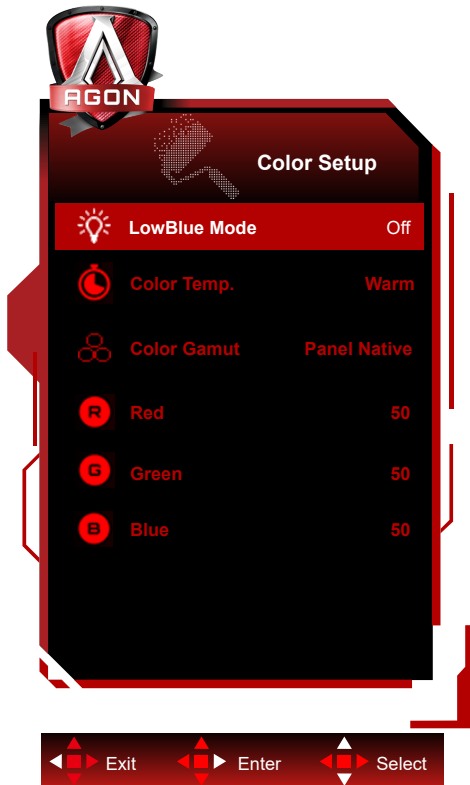 AGON
Color Setup
LowBlue Mode Off
Color Temp. Warm
Color Gamut Panel Native
R Red 50
G Green 50
B Blue 50
Exit Enter Select